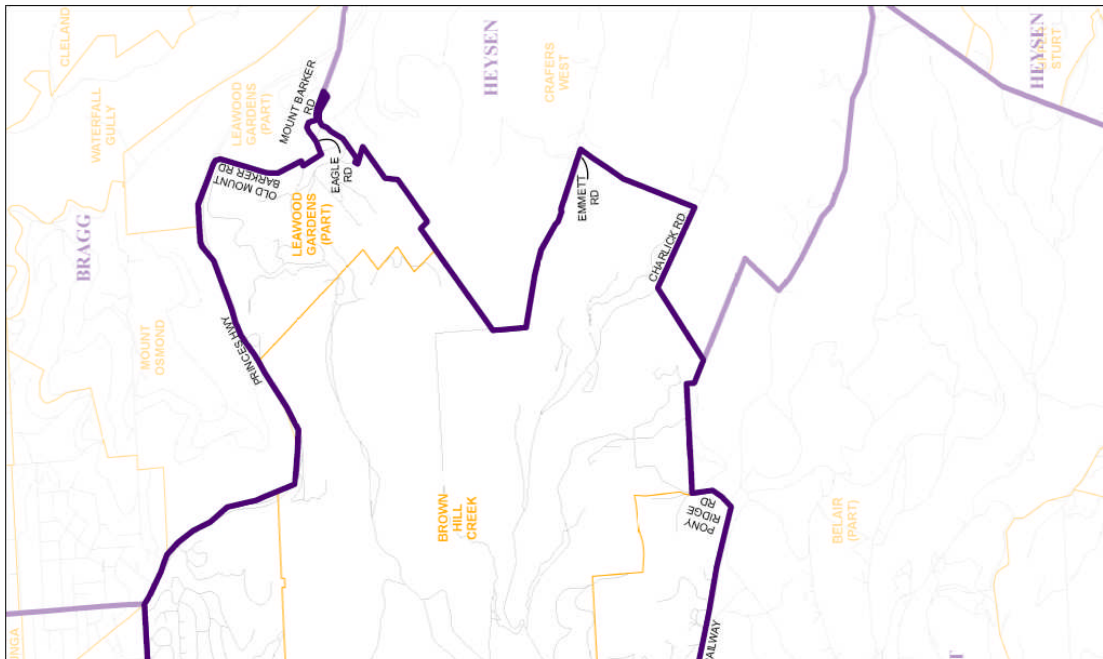 CLELAND
WATERFALL
GULLY
LEAWOOD
GARDENS
(PART)
MOUNT BARKER
RD
HEYSEN
CRAFERS
WEST
HEYSEN
STURT
OLD MOUNT
BARKER RD
EAGLE
RD
EMMETT
RD
BRAGG
LEAWOOD
GARDENS
(PART)
CHARLICK RD
MOUNT
OSMOND
PRINCES HWY
BROWN
HILL
CREEK
PONY
RIDGE
RD
BELAIR
(PART)
INGA
AILWAY
T